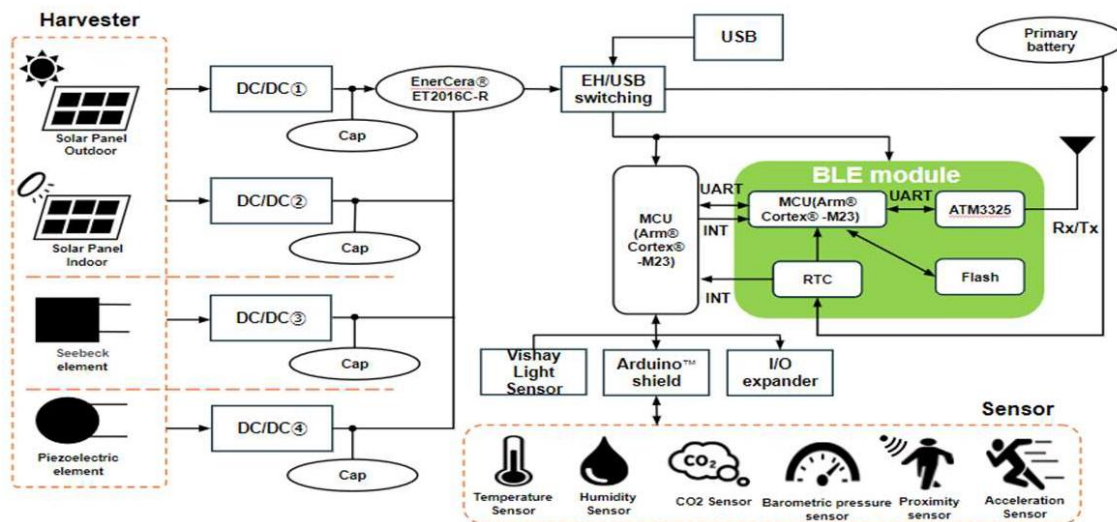 Harvester
Solar Panel
Outdoor
Solar Panel
Indoor
Seebeck
element
Piezoelectric
element
DC/DC①
Cap
DC/DC②
Cap
DC/DC③
Cap
DC/DC④
Cap
EnerCera®
ET2016C-R
EH/USB
switching
USB
Primary
battery
MCU
(Arm®
Cortex®
-M23)
UART
INT
INT
BLE module
MCU(Arm®
Cortex® -M23)
UART
ATM3325
RTC
Flash
Rx/Tx
Vishay
Light Sensor
Arduino™
shield
I/O
expander
Sensor
Temperature
Sensor
Humidity
Sensor
CO2
CO2 Sensor
Barometric pressure
sensor
Proximity
sensor
Acceleration
Sensor